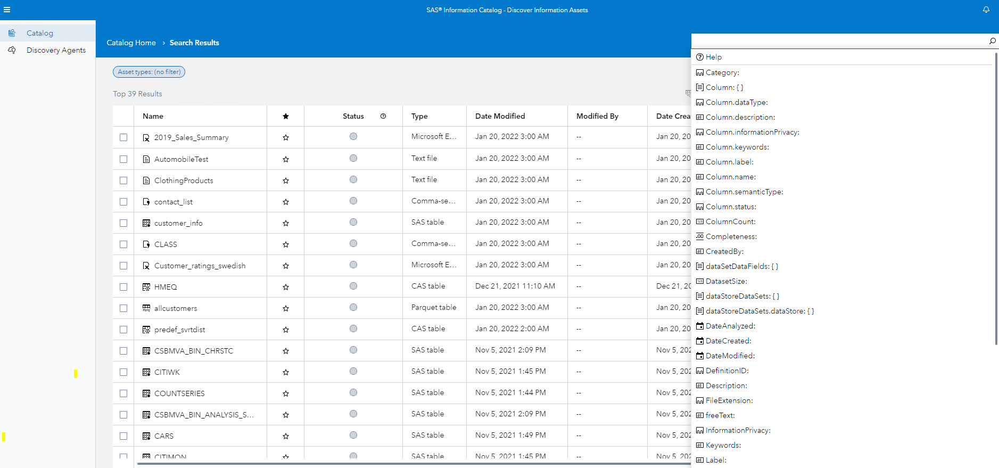 SAS® Information Catalog - Discover Information Assets
Catalog
Discovery Agents
Catalog Home > Search Results
Asset types: (no filter)
Top 39 Results
Name Status Type Date Modified Modified By Date Crea
2019_Sales_Summary Microsoft E... Jan 20, 2022 3:00 AM -- Jan 20, 20
AutomobileTest Text file Jan 20, 2022 3:00 AM -- Jan 20, 20
ClothingProducts Text file Jan 20, 2022 3:00 AM -- Jan 20, 20
contact_list Comma-se... Jan 20, 2022 3:00 AM -- Jan 20, 20
customer_info SAS table Jan 20, 2022 3:00 AM -- Jan 20, 20
CLASS Comma-se... Jan 20, 2022 3:00 AM -- Jan 20, 20
Customer_ratings_swedish Microsoft E... Jan 20, 2022 3:00 AM -- Jan 20, 20
HMEQ CAS table Dec 21, 2021 11:10 AM -- Dec 21, 20
allcustomers Parquet table Jan 20, 2022 3:00 AM -- Jan 20, 20
predef_svrtdist CAS table Jan 20, 2022 2:00 AM -- Jan 20, 20
CSBMVA_BIN_CHRSTC SAS table Nov 5, 2021 2:09 PM -- Nov 5, 202
CITIWK SAS table Nov 5, 2021 1:45 PM -- Nov 5, 202
COUNTSERIES SAS table Nov 5, 2021 1:44 PM -- Nov 5, 202
CSBMVA_BIN_ANALYSIS_S... SAS table Nov 5, 2021 2:09 PM -- Nov 5, 202
CARS SAS table Nov 5, 2021 1:49 PM -- Nov 5, 202
CITIMON SAS table Nov 5, 2021 1:45 PM -- Nov 5, 202
Help
Category:
Column: { }
Column.dataType:
Column.description:
Column.informationPrivacy:
Column.keywords:
Column.label:
Column.name:
Column.semanticType:
Column.status:
ColumnCount:
Completeness:
CreatedBy:
dataSetDataFields: { }
DatasetSize:
dataStoreDataSets: { }
dataStoreDataSets.dataStore: { }
DateAnalyzed:
DateCreated:
DateModified:
DefinitionID:
Description:
FileExtension:
freeText:
InformationPrivacy:
Keywords:
Label: